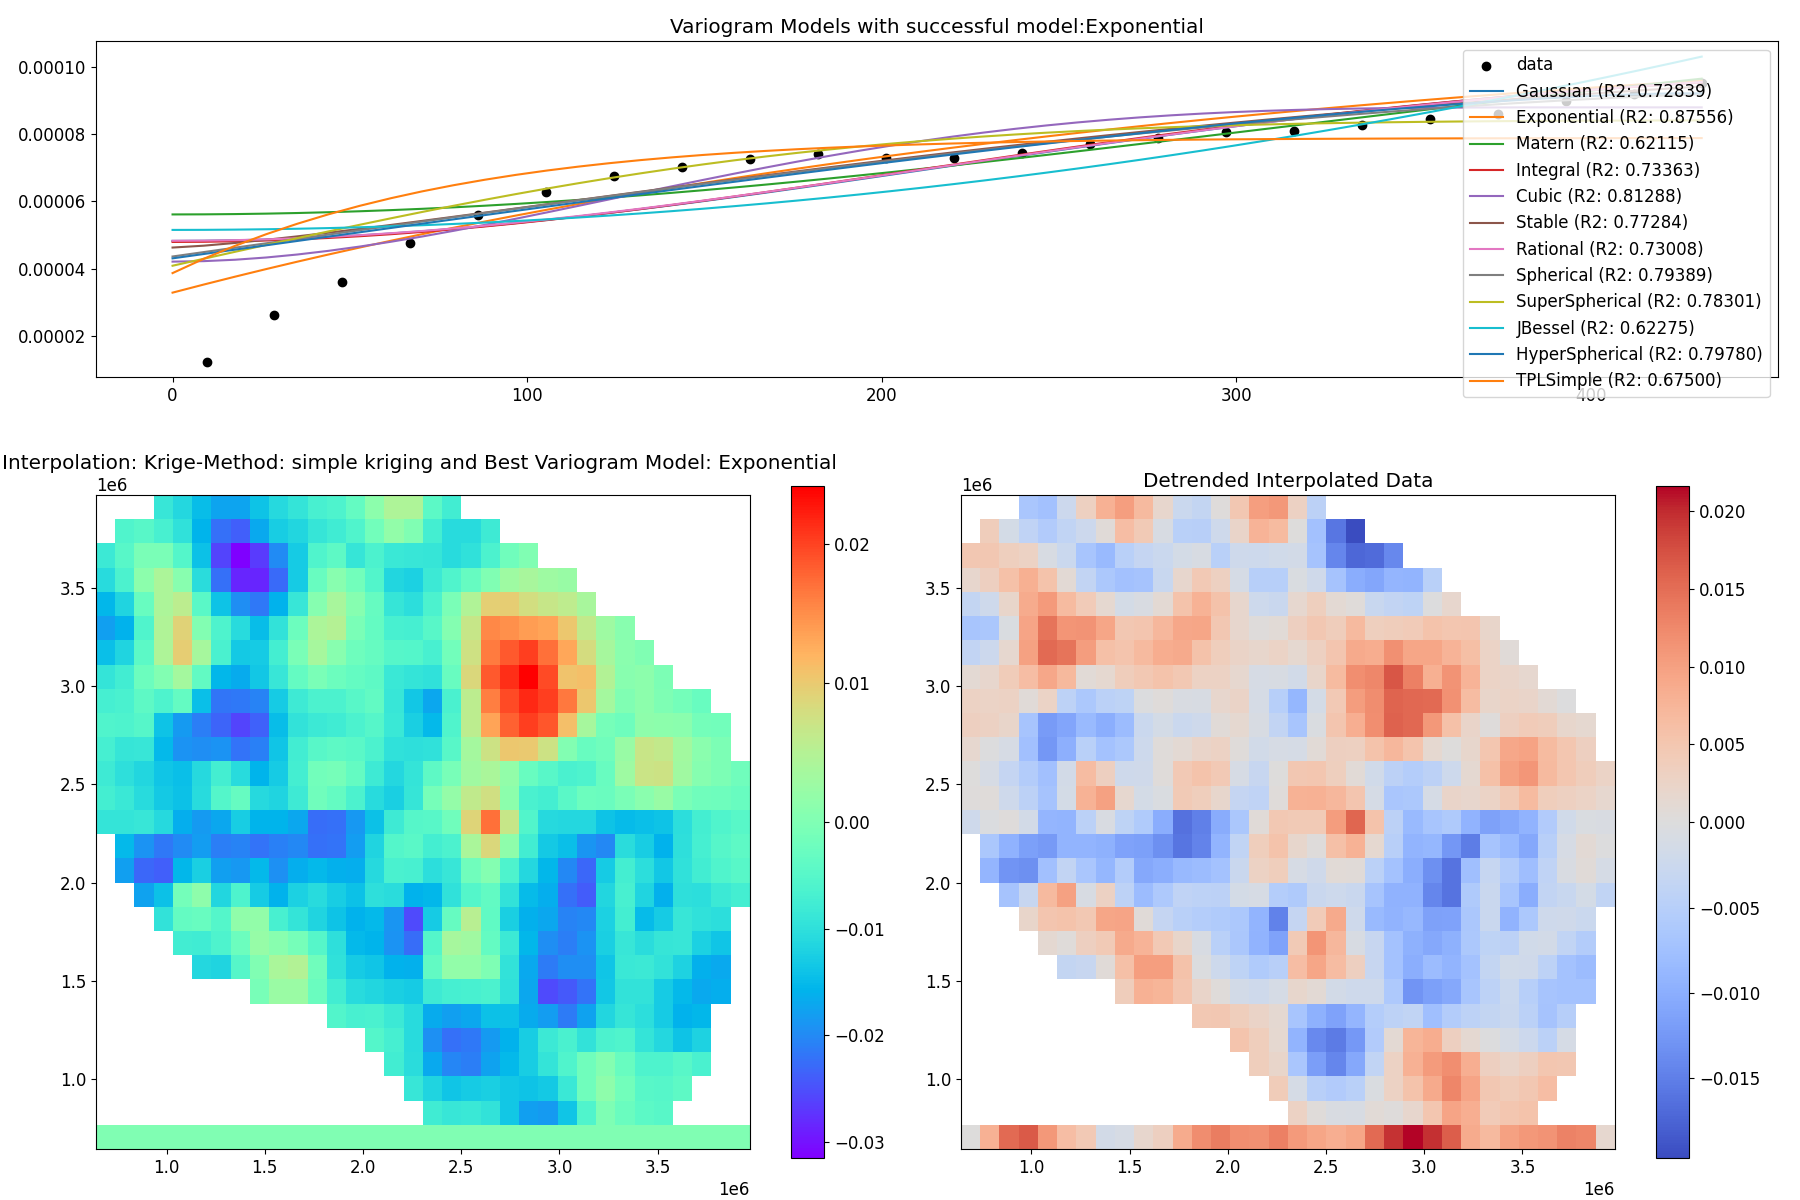 Variogram Models with successful model:Exponential
0.00010
0.00008
0.00006
0.00004
0.00002
data
Gaussian (R2: 0.72839)
Exponential (R2: 0.87556)
Matern (R2: 0.62115)
Integral (R2: 0.73363)
Cubic (R2: 0.81288)
Stable (R2: 0.77284)
Rational (R2: 0.73008)
Spherical (R2: 0.79389)
SuperSpherical (R2: 0.78301)
JBessel (R2: 0.62275)
HyperSpherical (R2: 0.79780)
TPLSimple (R2: 0.67500)
0 100 200 300 400
Interpolation: Krige-Method: simple kriging and Best Variogram Model: Exponential
1e6
3.5
3.0
2.5
2.0
1.5
1.0
1.0 1.5 2.0 2.5 3.0 3.5
1e6
0.02
0.01
0.00
−0.01
−0.02
−0.03
Detrended Interpolated Data
1e6
3.5
3.0
2.5
2.0
1.5
1.0
1.0 1.5 2.0 2.5 3.0 3.5
1e6
0.020
0.015
0.010
0.005
0.000
−0.005
−0.010
−0.015